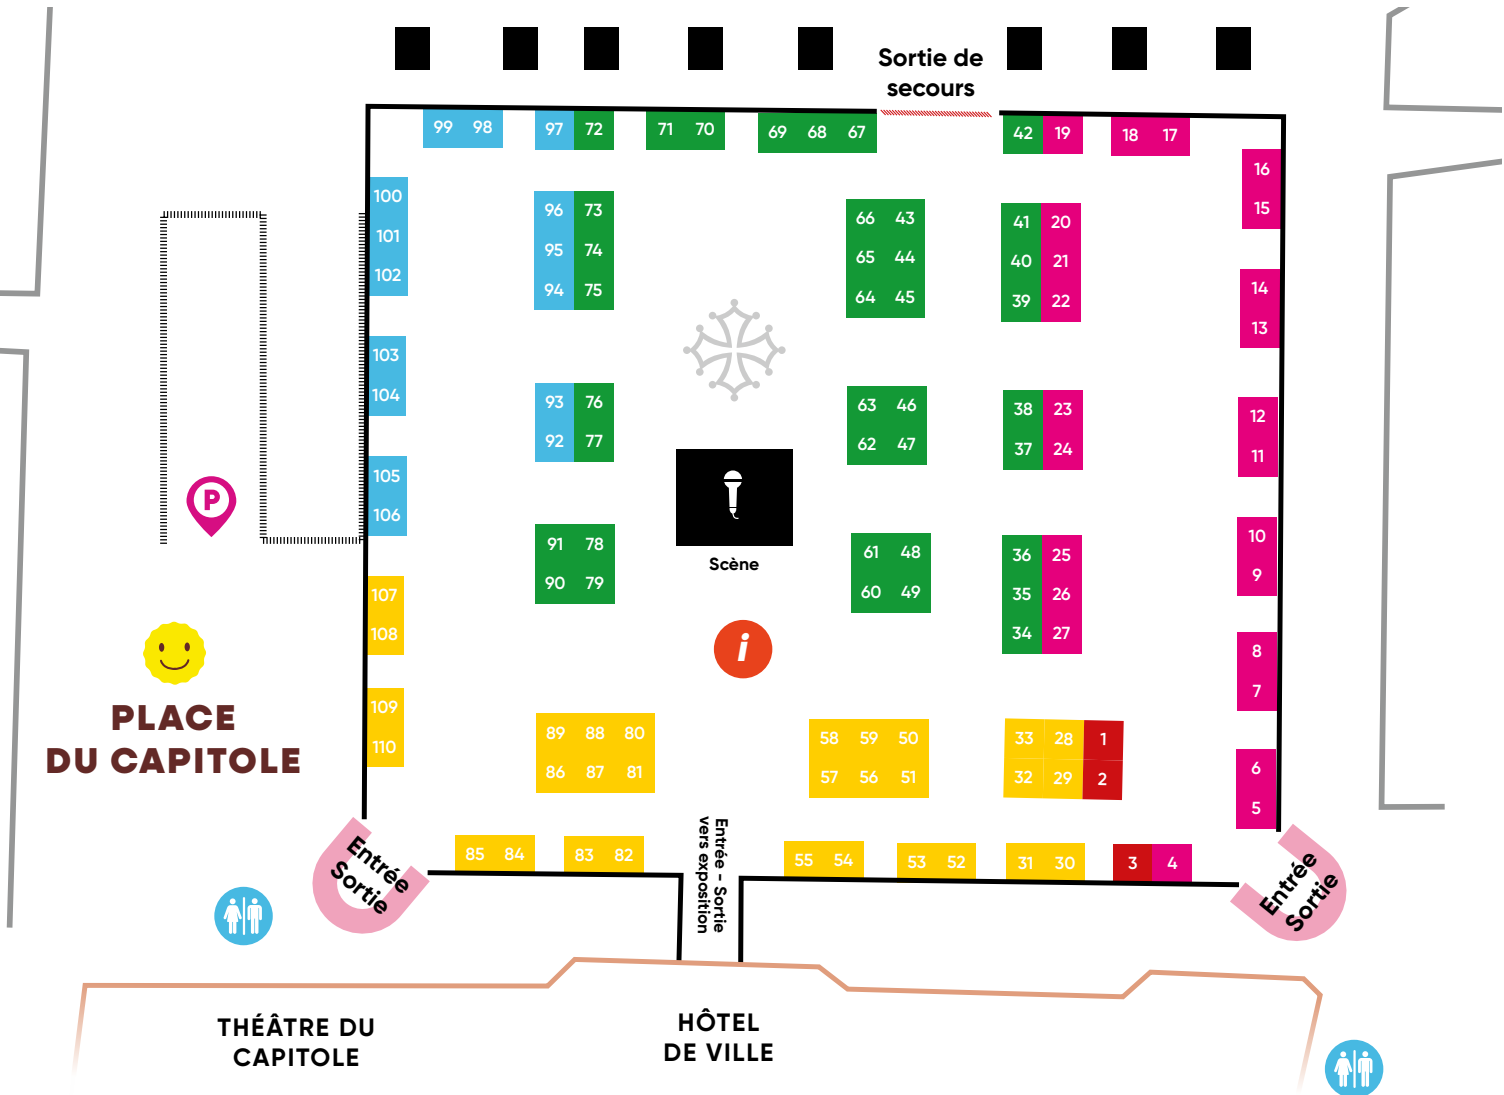 Sortie de
secours
99 98
97 72
71 70
69 68 67
42 19
18 17
16
15
100
101
102
96 73
95 74
94 75
66 43
65 44
64 45
41 20
40 21
39 22
14
13
103
104
93 76
92 77
63 46
62 47
38 23
37 24
12
11
105
106
P
91 78
90 79
Scène
61 48
60 49
36 25
35 26
34 27
10
9
107
108
i
8
7
PLACE
DU CAPITOLE
109
110
89 88 80
86 87 81
58 59 50
57 56 51
33 28 1
32 29 2
6
5
85 84
83 82
55 54
53 52
31 30
3 4
Entrée
Sortie
Entrée - Sortie
vers exposition
Entrée
Sortie
THÉÂTRE DU
CAPITOLE
HÔTEL
DE VILLE